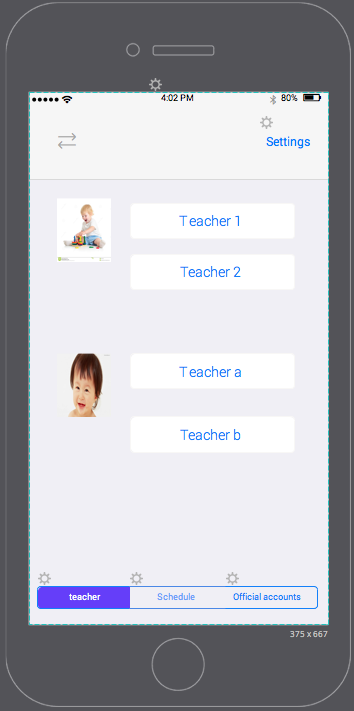 4:02 PM
80%
Settings
Teacher 1
Teacher 2
Teacher a
Teacher b
teacher
Schedule
Official accounts
375 x 667